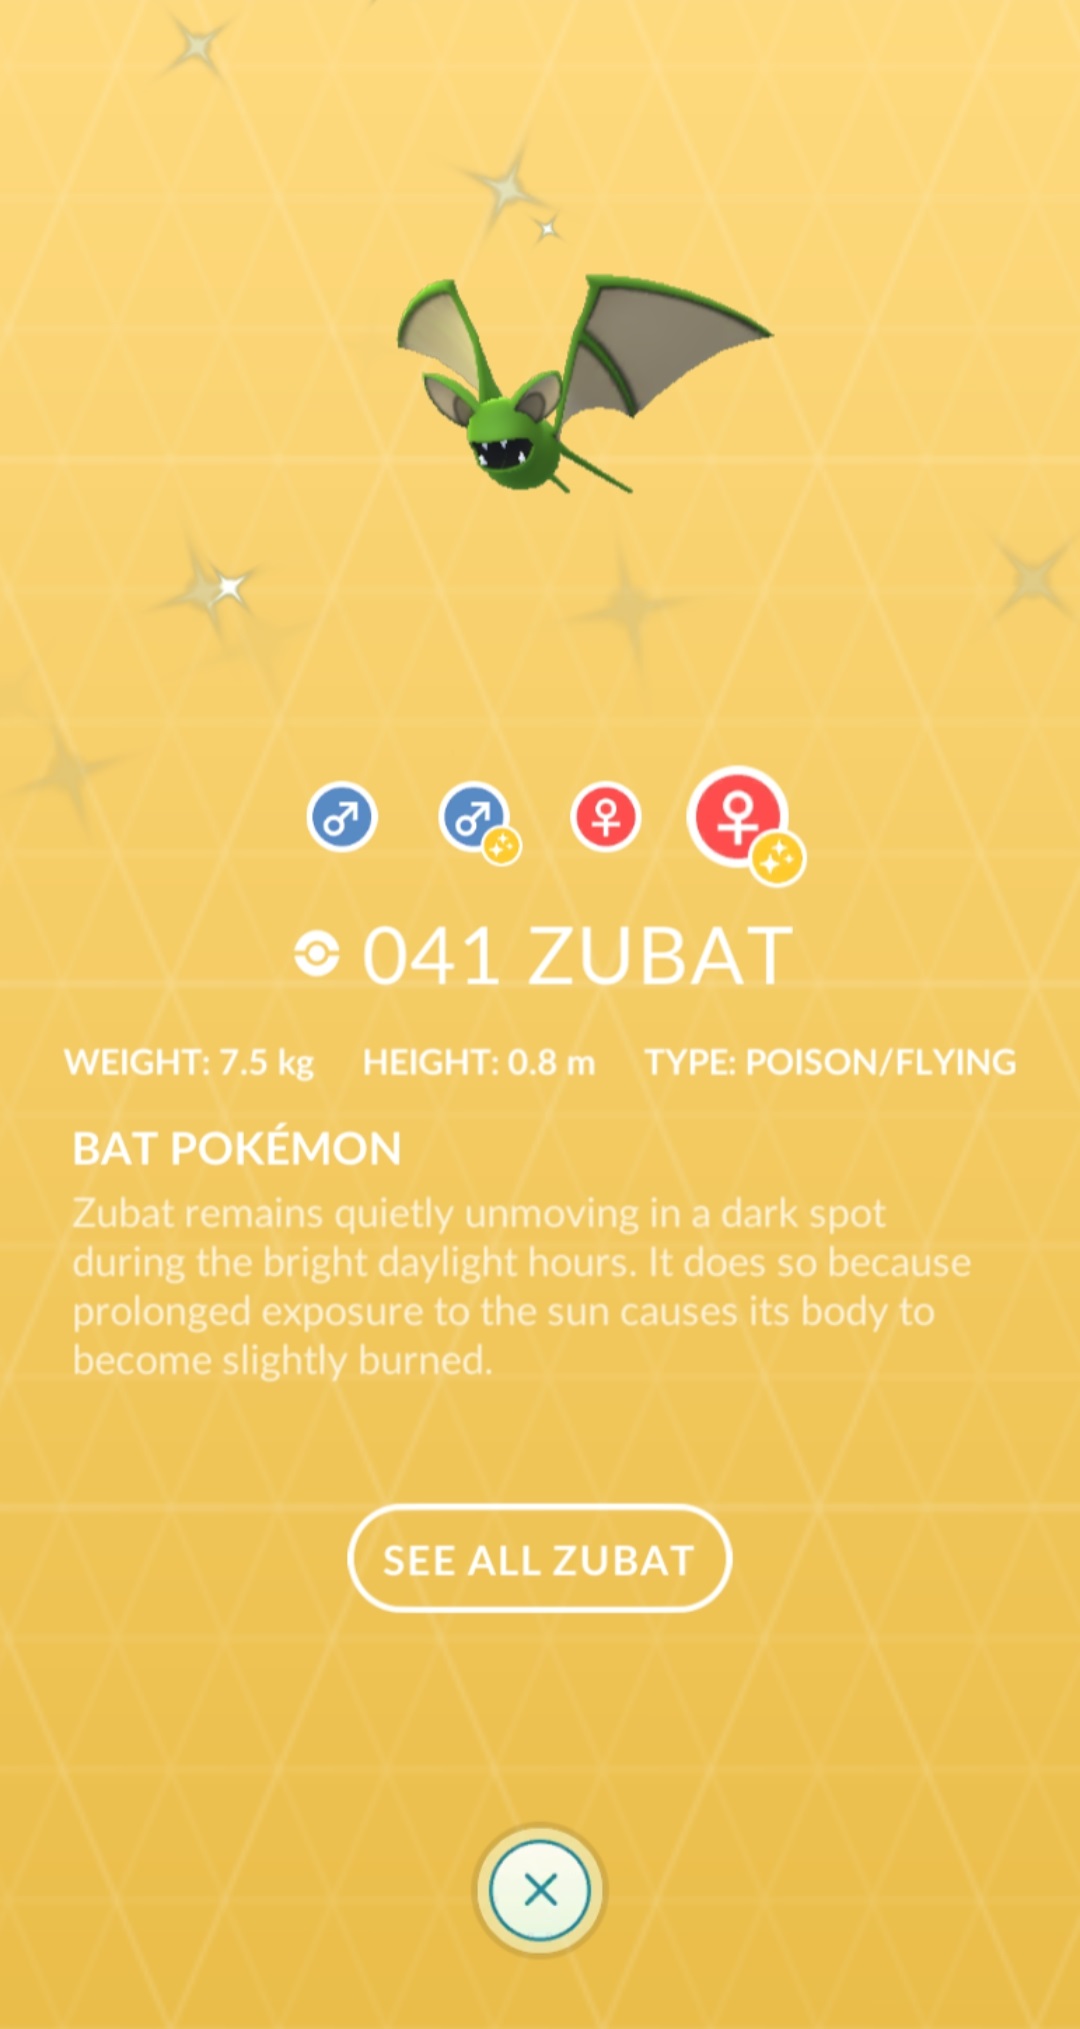 041 ZUBAT
WEIGHT: 7.5 kg HEIGHT: 0.8 m TYPE: POISON/FLYING
BAT POKÉMON
Zubat remains quietly unmoving in a dark spot
during the bright daylight hours. It does so because
prolonged exposure to the sun causes its body to
become slightly burned.
SEE ALL ZUBAT